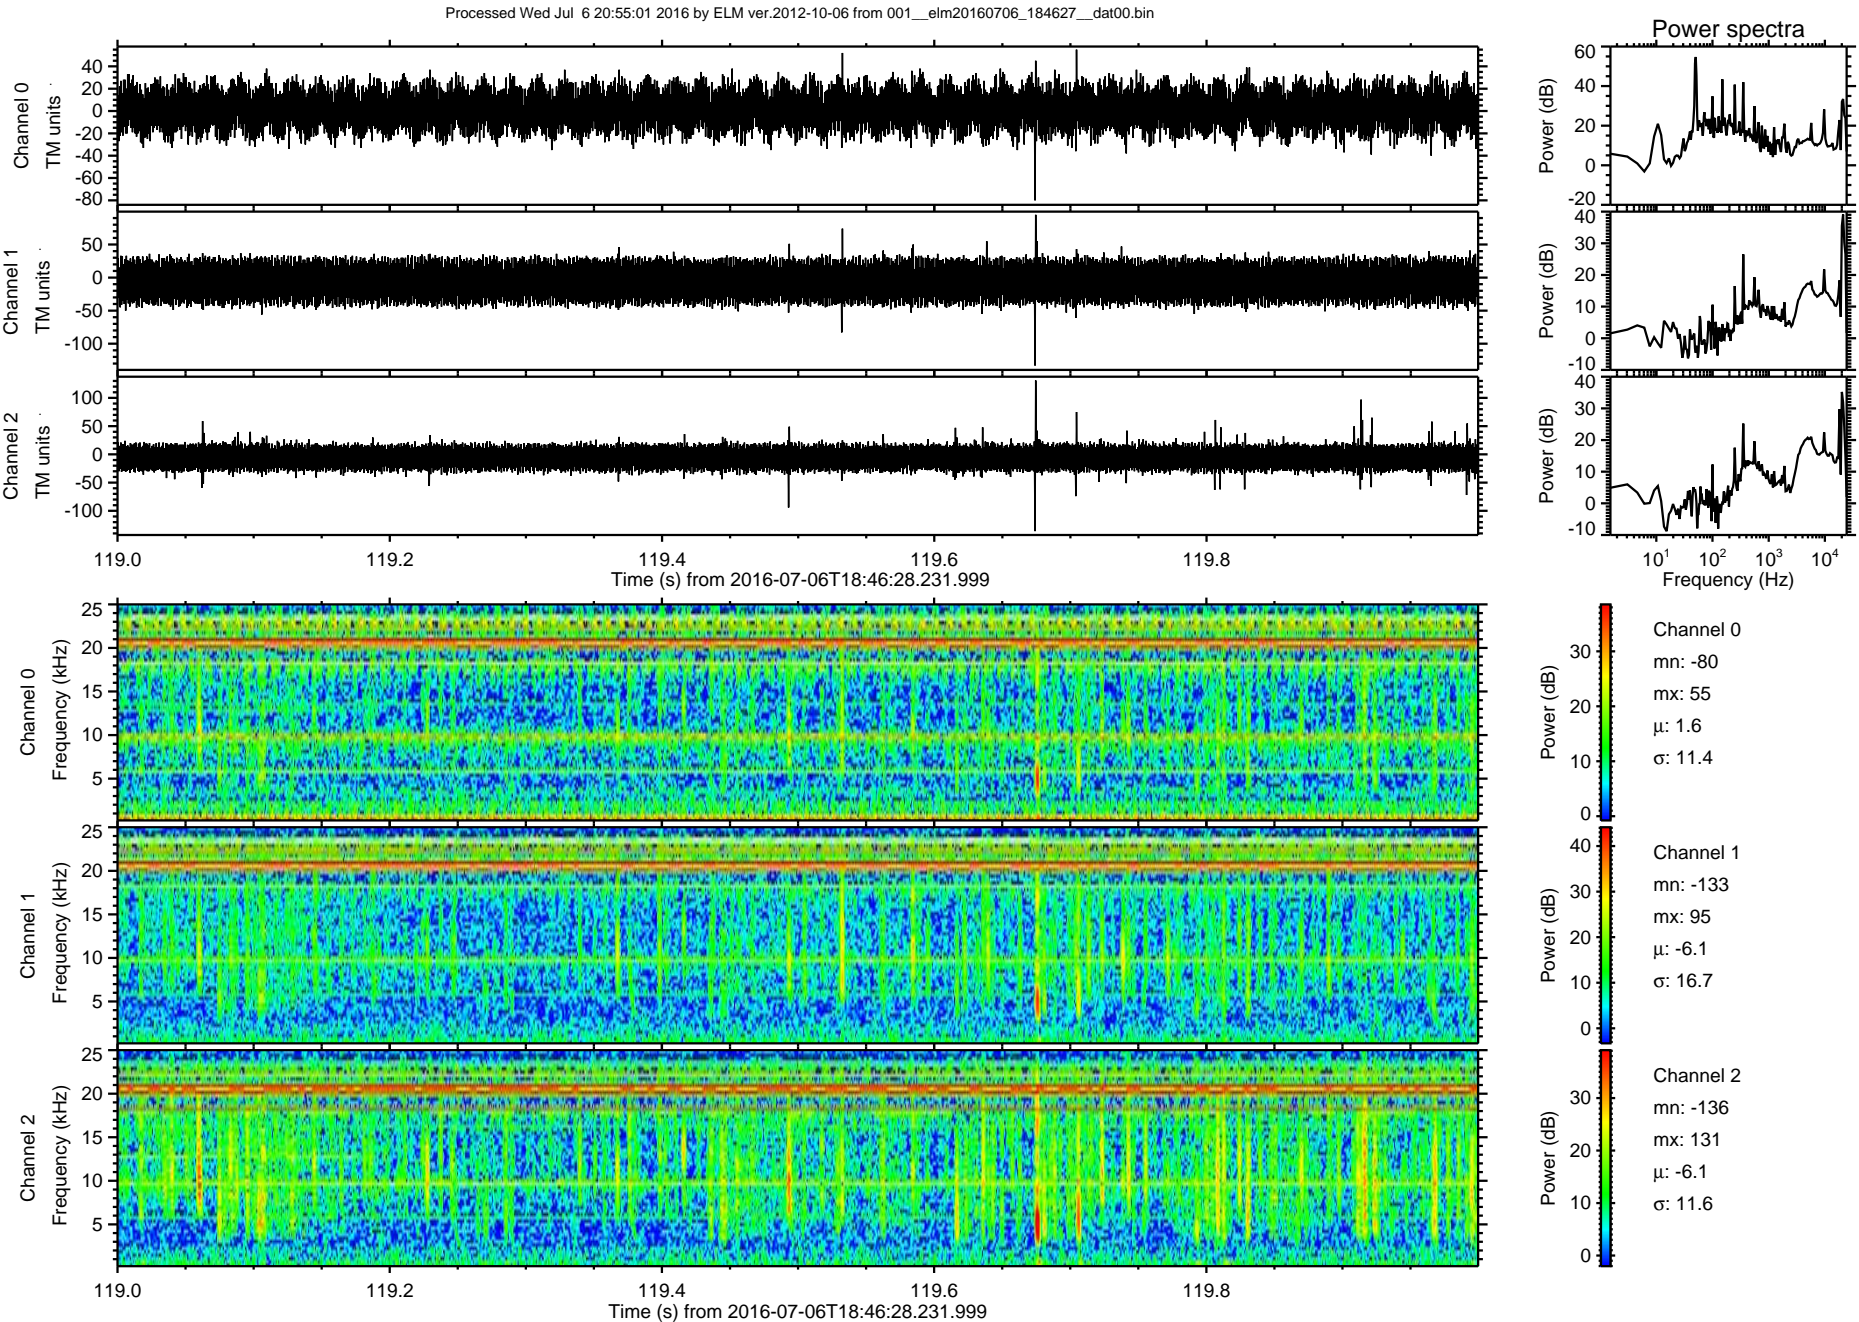 Processed Wed Jul  6 20:55:01 2016 by ELM ver.2012-10-06 from 001__elm20160706_184627__dat00.bin
Power spectra
Channel 0
TM units
40
20
0
-20
-40
-60
-80
Power (dB)
60
40
20
0
-20
Channel 1
TM units
50
0
-50
-100
Power (dB)
40
30
20
10
0
-10
Channel 2
TM units
100
50
0
-50
-100
Power (dB)
40
30
20
10
0
-10
119.0 119.2 119.4 119.6 119.8
Time (s) from 2016-07-06T18:46:28.231.999
10¹ 10² 10³ 10⁴
Frequency (Hz)
Channel 0
Frequency (kHz)
25
20
15
10
5
Power (dB)
30
20
10
0
Channel 0
mn: -80
mx: 55
μ: 1.6
σ: 11.4
Channel 1
Frequency (kHz)
25
20
15
10
5
Power (dB)
40
30
20
10
0
Channel 1
mn: -133
mx: 95
μ: -6.1
σ: 16.7
Channel 2
Frequency (kHz)
25
20
15
10
5
Power (dB)
30
20
10
0
Channel 2
mn: -136
mx: 131
μ: -6.1
σ: 11.6
119.0 119.2 119.4 119.6 119.8
Time (s) from 2016-07-06T18:46:28.231.999